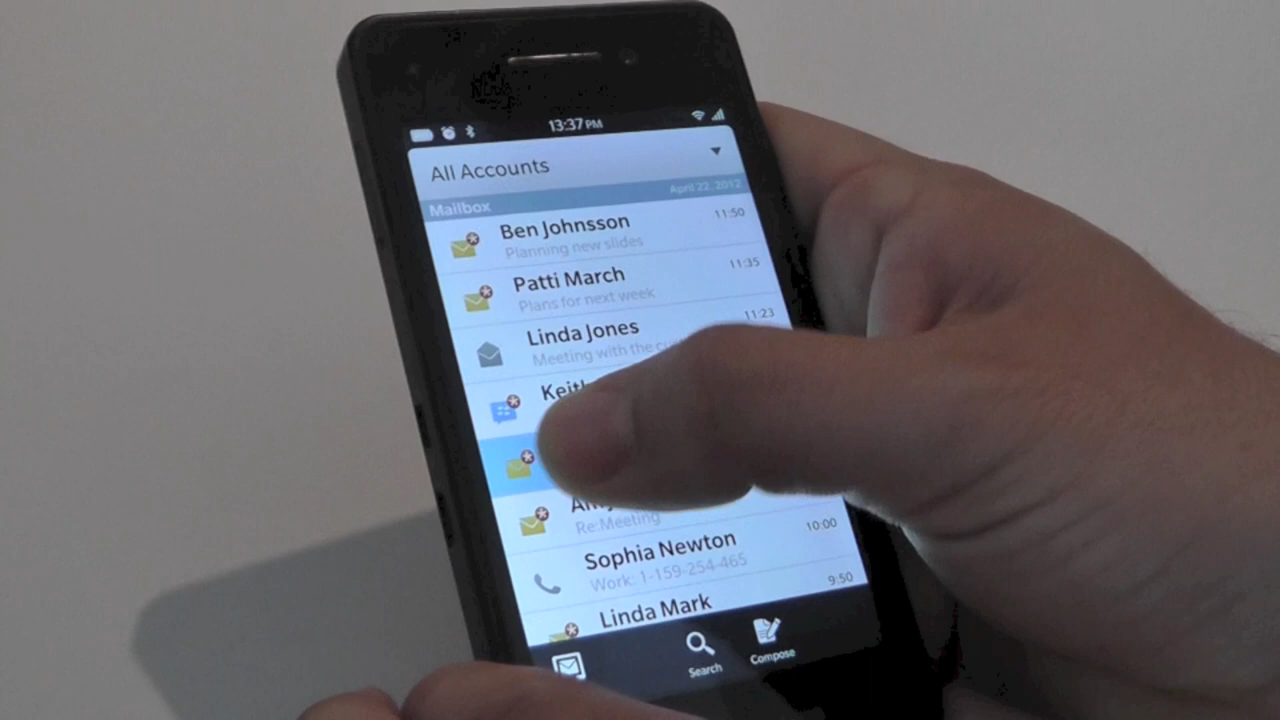 13:37 PM
All Accounts
Mailbox April 22, 2012
Ben Johnsson 11:50
Planning new slides
Patti March 11:35
Plans for next week
Linda Jones 11:23
Meeting with the
Re:Meeting
Sophia Newton 10:00
Work: 1-159-254-465
Linda Mark 9:50
Search Compose